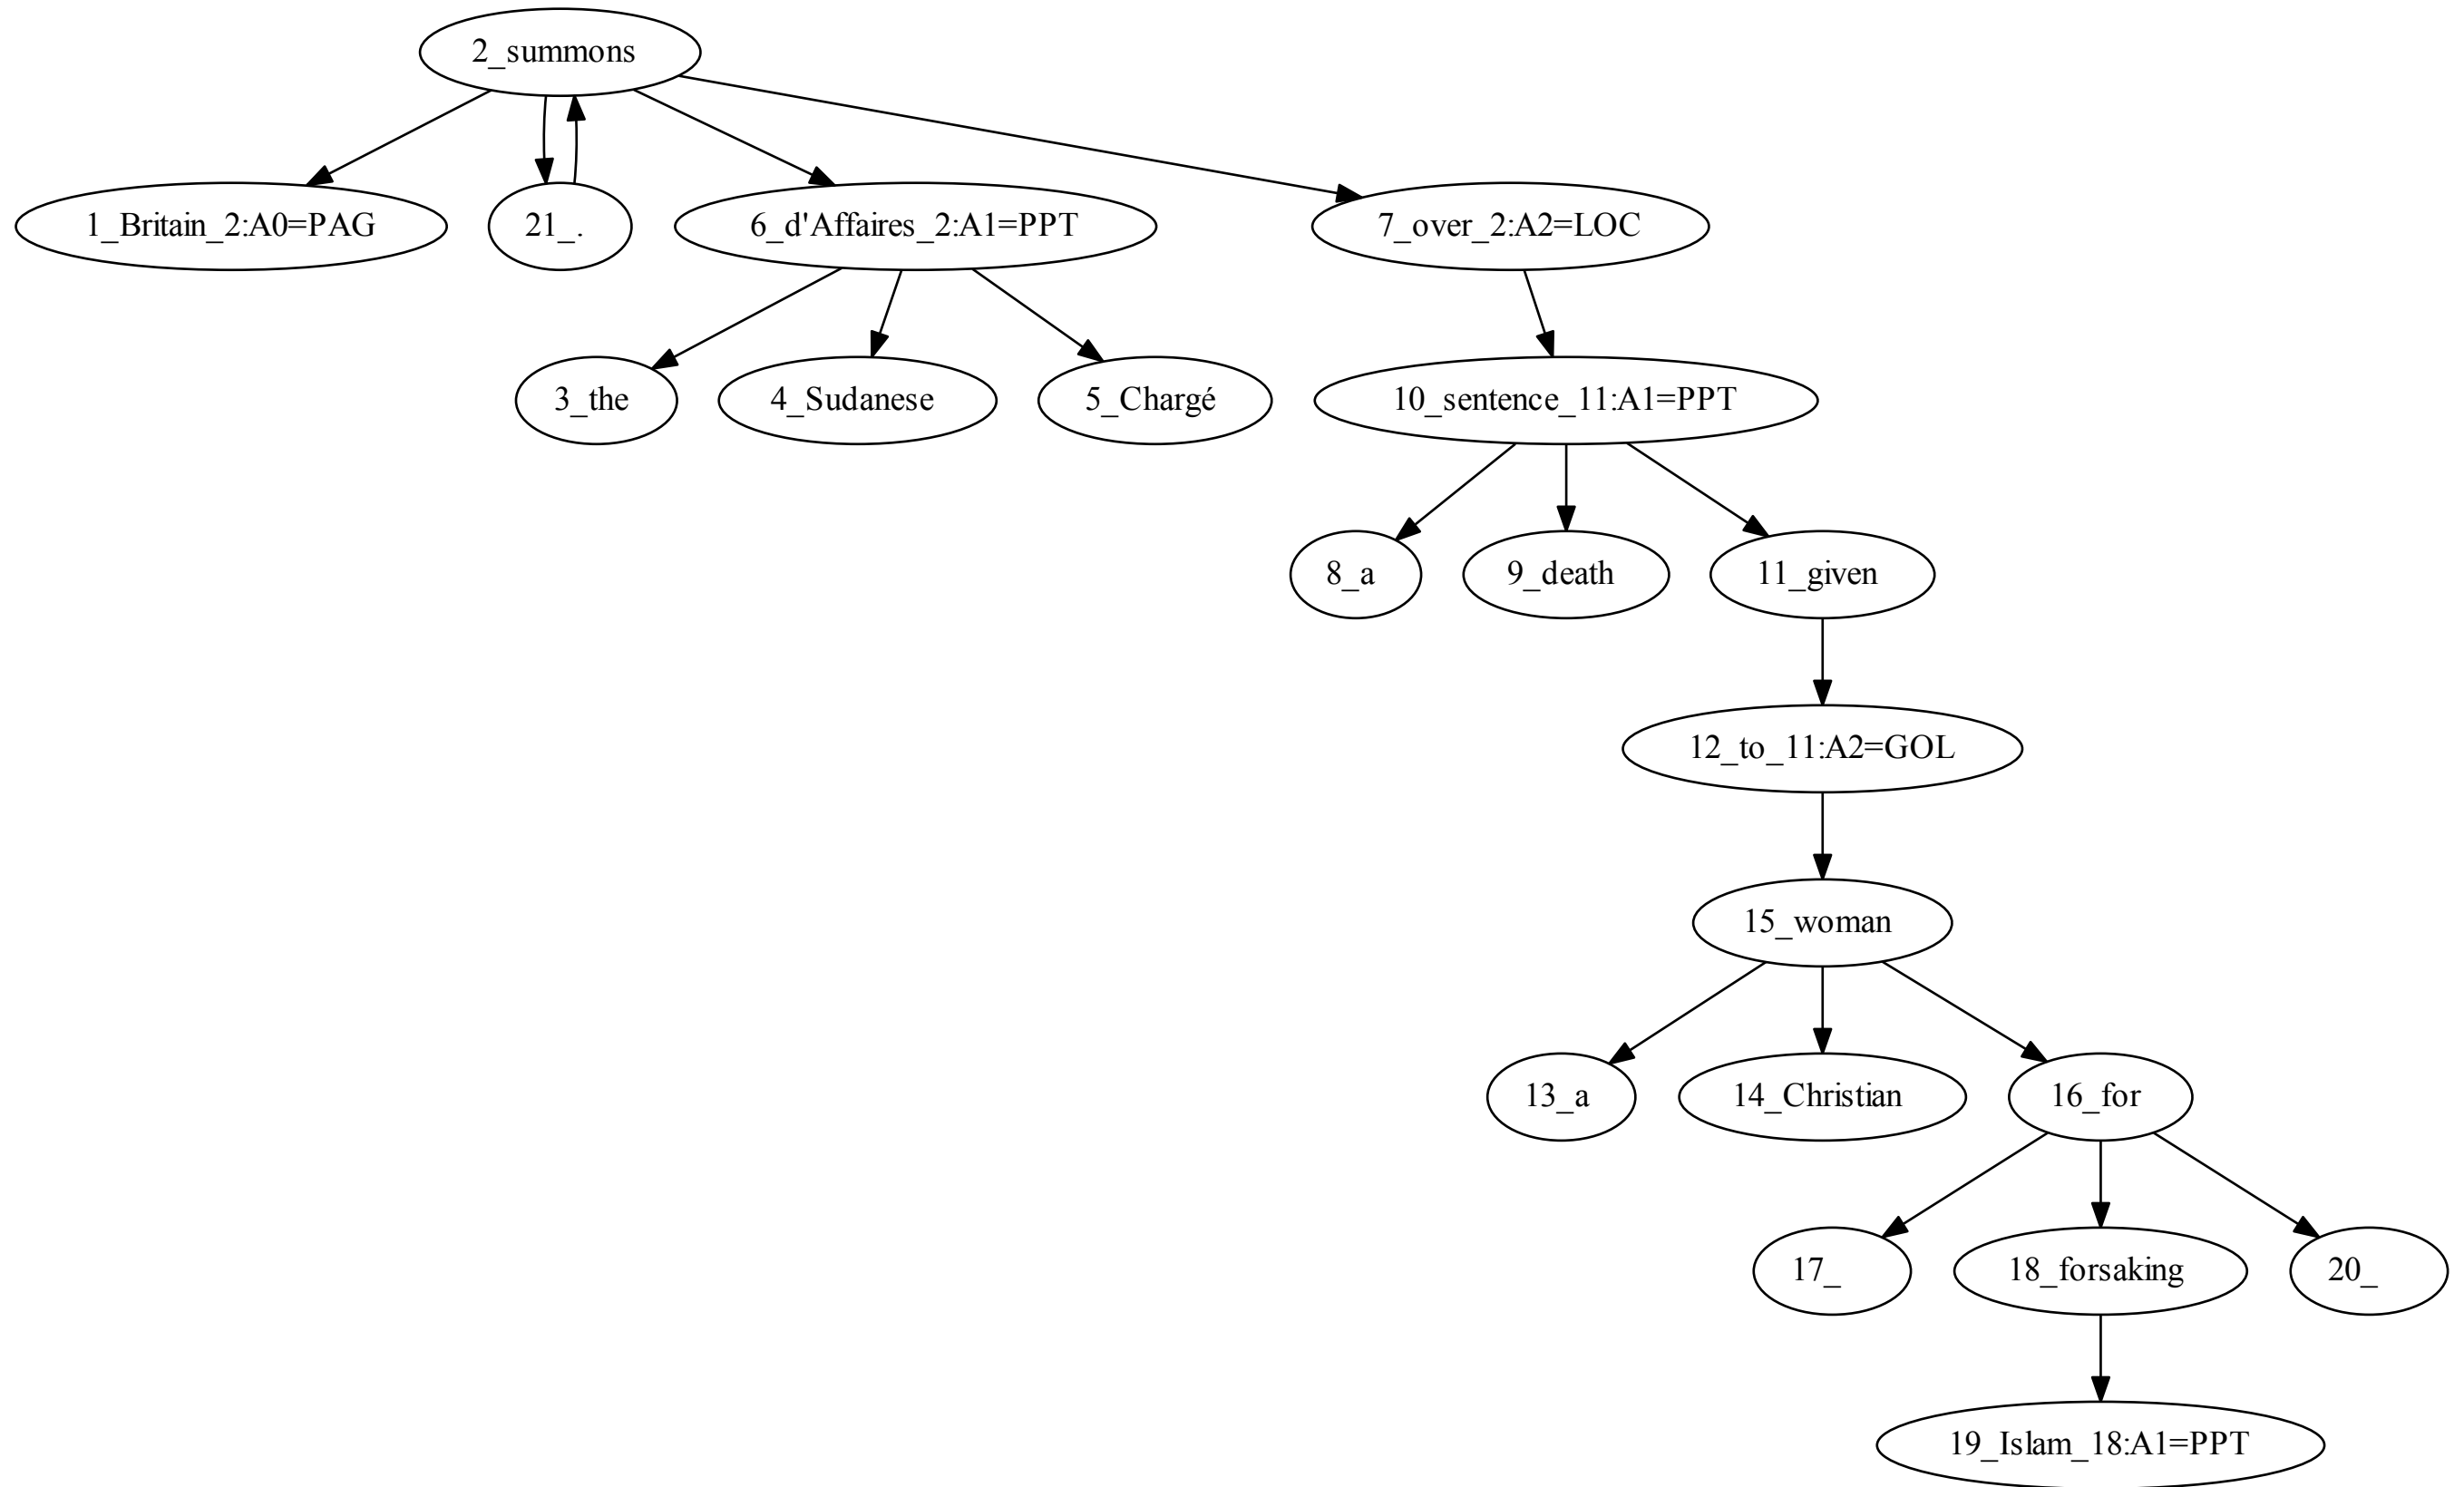 2_summons
1_Britain_2:A0=PAG
21_.
6_d'Affaires_2:A1=PPT
7_over_2:A2=LOC
3_the
4_Sudanese
5_Chargé
10_sentence_11:A1=PPT
8_a
9_death
11_given
12_to_11:A2=GOL
15_woman
13_a
14_Christian
16_for
17_
18_forsaking
20_
19_Islam_18:A1=PPT